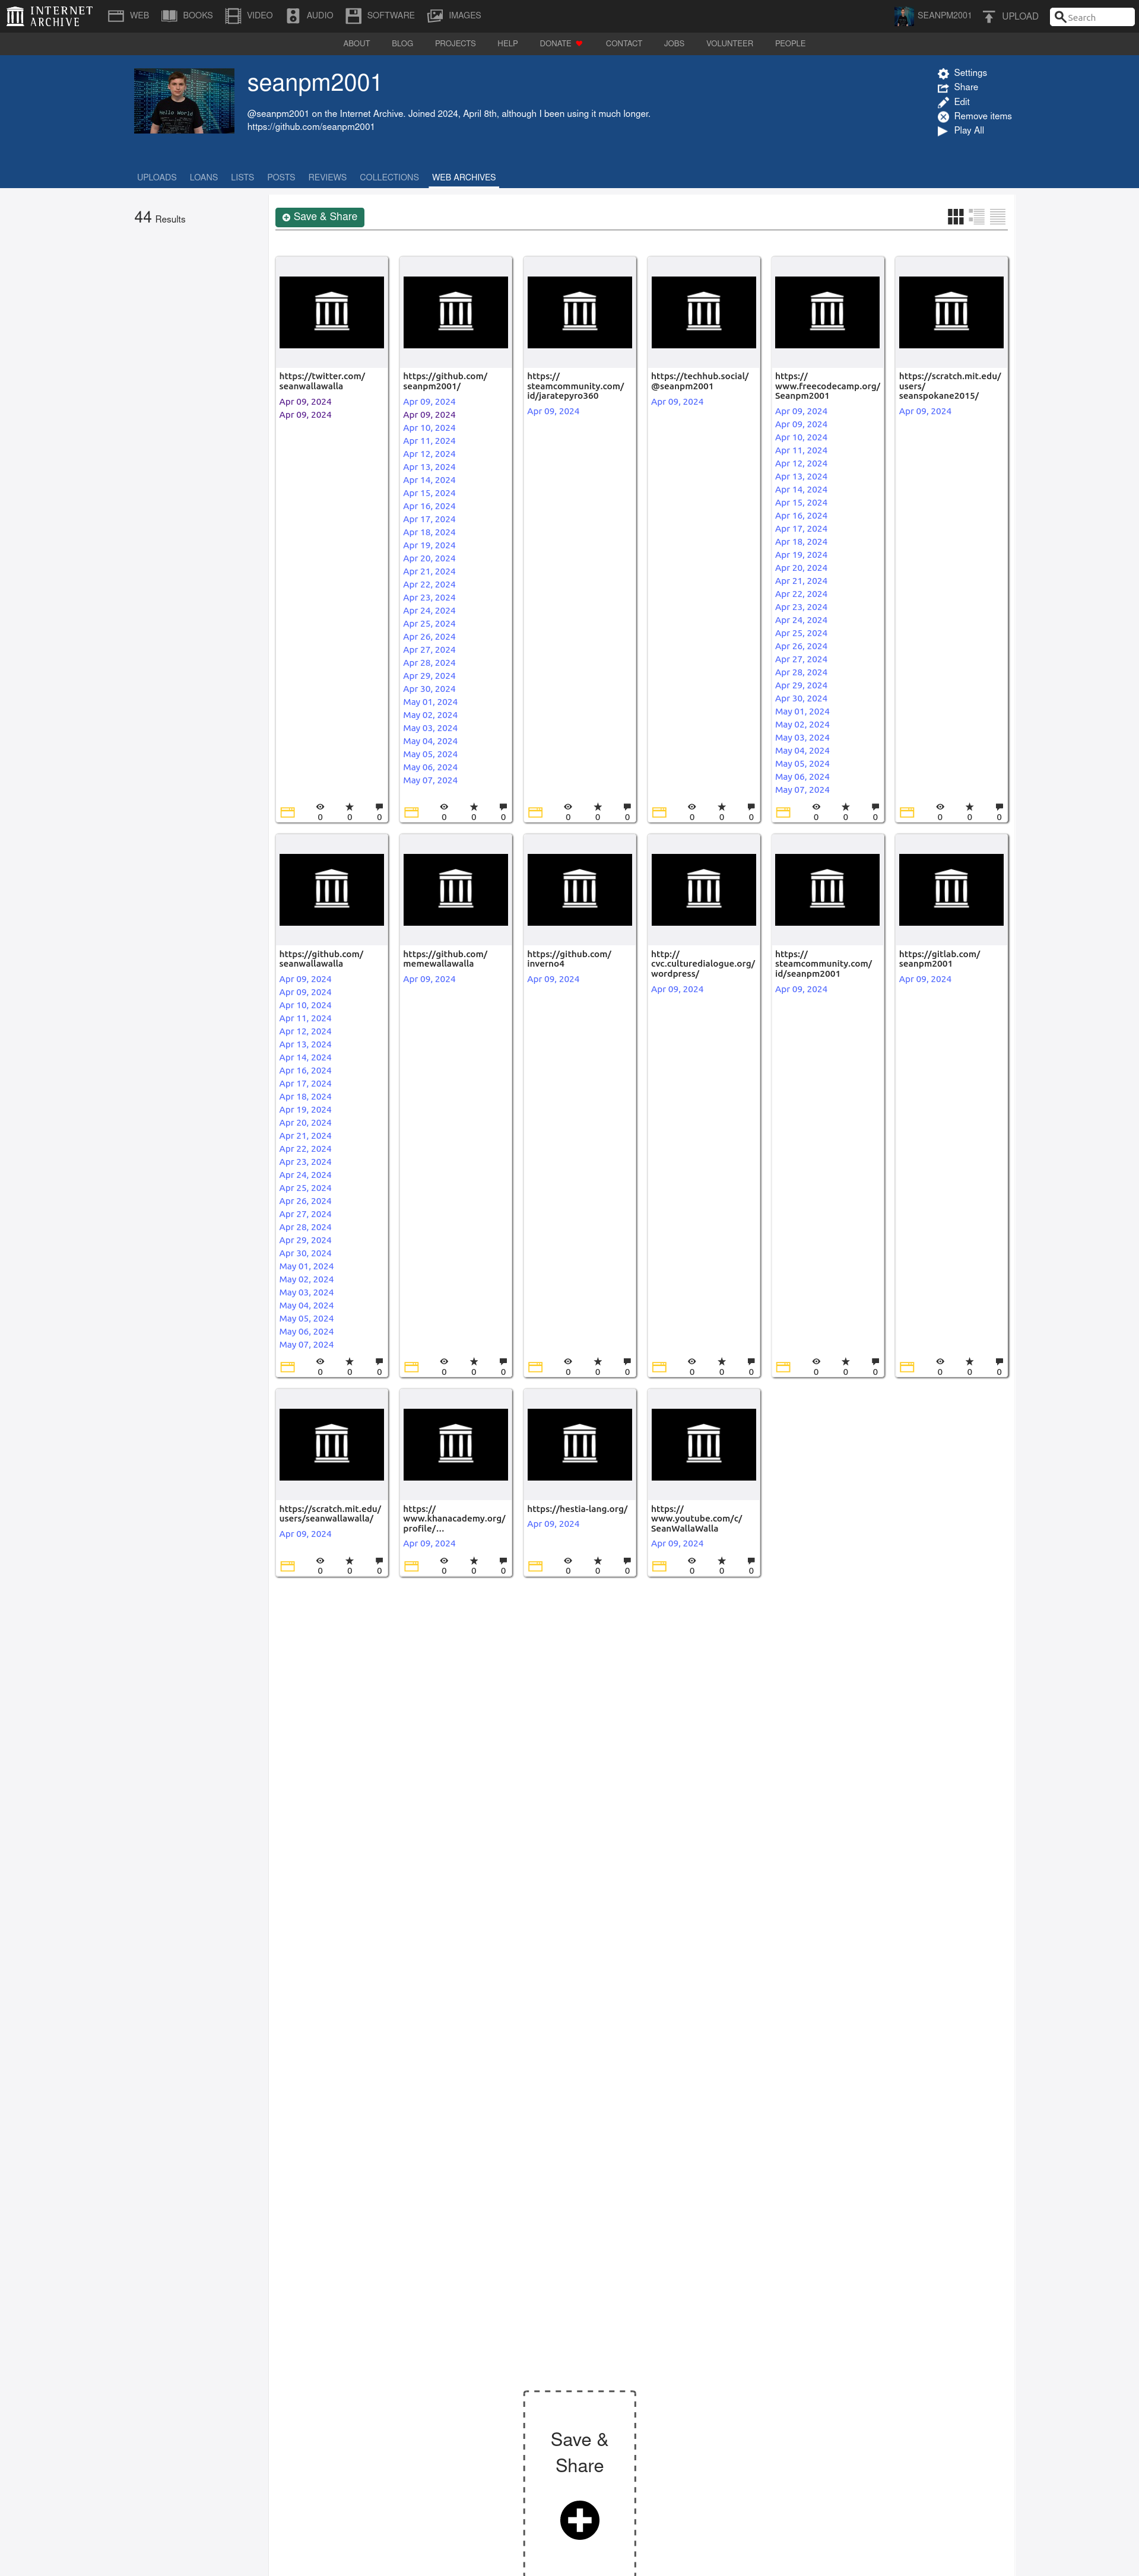 INTERNET
ARCHIVE
WEB BOOKS VIDEO AUDIO SOFTWARE IMAGES
SEANPM2001 UPLOAD Search
ABOUT BLOG PROJECTS HELP DONATE CONTACT JOBS VOLUNTEER PEOPLE
Hello World
seanpm2001
@seanpm2001 on the Internet Archive. Joined 2024, April 8th, although I been using it much longer.
https://github.com/seanpm2001
Settings
Share
Edit
Remove items
Play All
UPLOADS LOANS LISTS POSTS REVIEWS COLLECTIONS WEB ARCHIVES
44 Results
Save & Share
https://twitter.com/
seanwallawalla
Apr 09, 2024
Apr 09, 2024
0 0 0
https://github.com/
seanpm2001/
Apr 09, 2024
Apr 09, 2024
Apr 10, 2024
Apr 11, 2024
Apr 12, 2024
Apr 13, 2024
Apr 14, 2024
Apr 15, 2024
Apr 16, 2024
Apr 17, 2024
Apr 18, 2024
Apr 19, 2024
Apr 20, 2024
Apr 21, 2024
Apr 22, 2024
Apr 23, 2024
Apr 24, 2024
Apr 25, 2024
Apr 26, 2024
Apr 27, 2024
Apr 28, 2024
Apr 29, 2024
Apr 30, 2024
May 01, 2024
May 02, 2024
May 03, 2024
May 04, 2024
May 05, 2024
May 06, 2024
May 07, 2024
0 0 0
https://
steamcommunity.com/
id/jaratepyro360
Apr 09, 2024
0 0 0
https://techhub.social/
@seanpm2001
Apr 09, 2024
0 0 0
https://
www.freecodecamp.org/
Seanpm2001
Apr 09, 2024
Apr 09, 2024
Apr 10, 2024
Apr 11, 2024
Apr 12, 2024
Apr 13, 2024
Apr 14, 2024
Apr 15, 2024
Apr 16, 2024
Apr 17, 2024
Apr 18, 2024
Apr 19, 2024
Apr 20, 2024
Apr 21, 2024
Apr 22, 2024
Apr 23, 2024
Apr 24, 2024
Apr 25, 2024
Apr 26, 2024
Apr 27, 2024
Apr 28, 2024
Apr 29, 2024
Apr 30, 2024
May 01, 2024
May 02, 2024
May 03, 2024
May 04, 2024
May 05, 2024
May 06, 2024
May 07, 2024
0 0 0
https://scratch.mit.edu/
users/
seanspokane2015/
Apr 09, 2024
0 0 0
https://github.com/
seanwallawalla
Apr 09, 2024
Apr 09, 2024
Apr 10, 2024
Apr 11, 2024
Apr 12, 2024
Apr 13, 2024
Apr 14, 2024
Apr 16, 2024
Apr 17, 2024
Apr 18, 2024
Apr 19, 2024
Apr 20, 2024
Apr 21, 2024
Apr 22, 2024
Apr 23, 2024
Apr 24, 2024
Apr 25, 2024
Apr 26, 2024
Apr 27, 2024
Apr 28, 2024
Apr 29, 2024
Apr 30, 2024
May 01, 2024
May 02, 2024
May 03, 2024
May 04, 2024
May 05, 2024
May 06, 2024
May 07, 2024
0 0 0
https://github.com/
memewallawalla
Apr 09, 2024
0 0 0
https://github.com/
inverno4
Apr 09, 2024
0 0 0
http://
cvc.culturedialogue.org/
wordpress/
Apr 09, 2024
0 0 0
https://
steamcommunity.com/
id/seanpm2001
Apr 09, 2024
0 0 0
https://gitlab.com/
seanpm2001
Apr 09, 2024
0 0 0
https://scratch.mit.edu/
users/seanwallawalla/
Apr 09, 2024
0 0 0
https://
www.khanacademy.org/
profile/...
Apr 09, 2024
0 0 0
https://hestia-lang.org/
Apr 09, 2024
0 0 0
https://
www.youtube.com/c/
SeanWallaWalla
Apr 09, 2024
0 0 0
Save &
Share